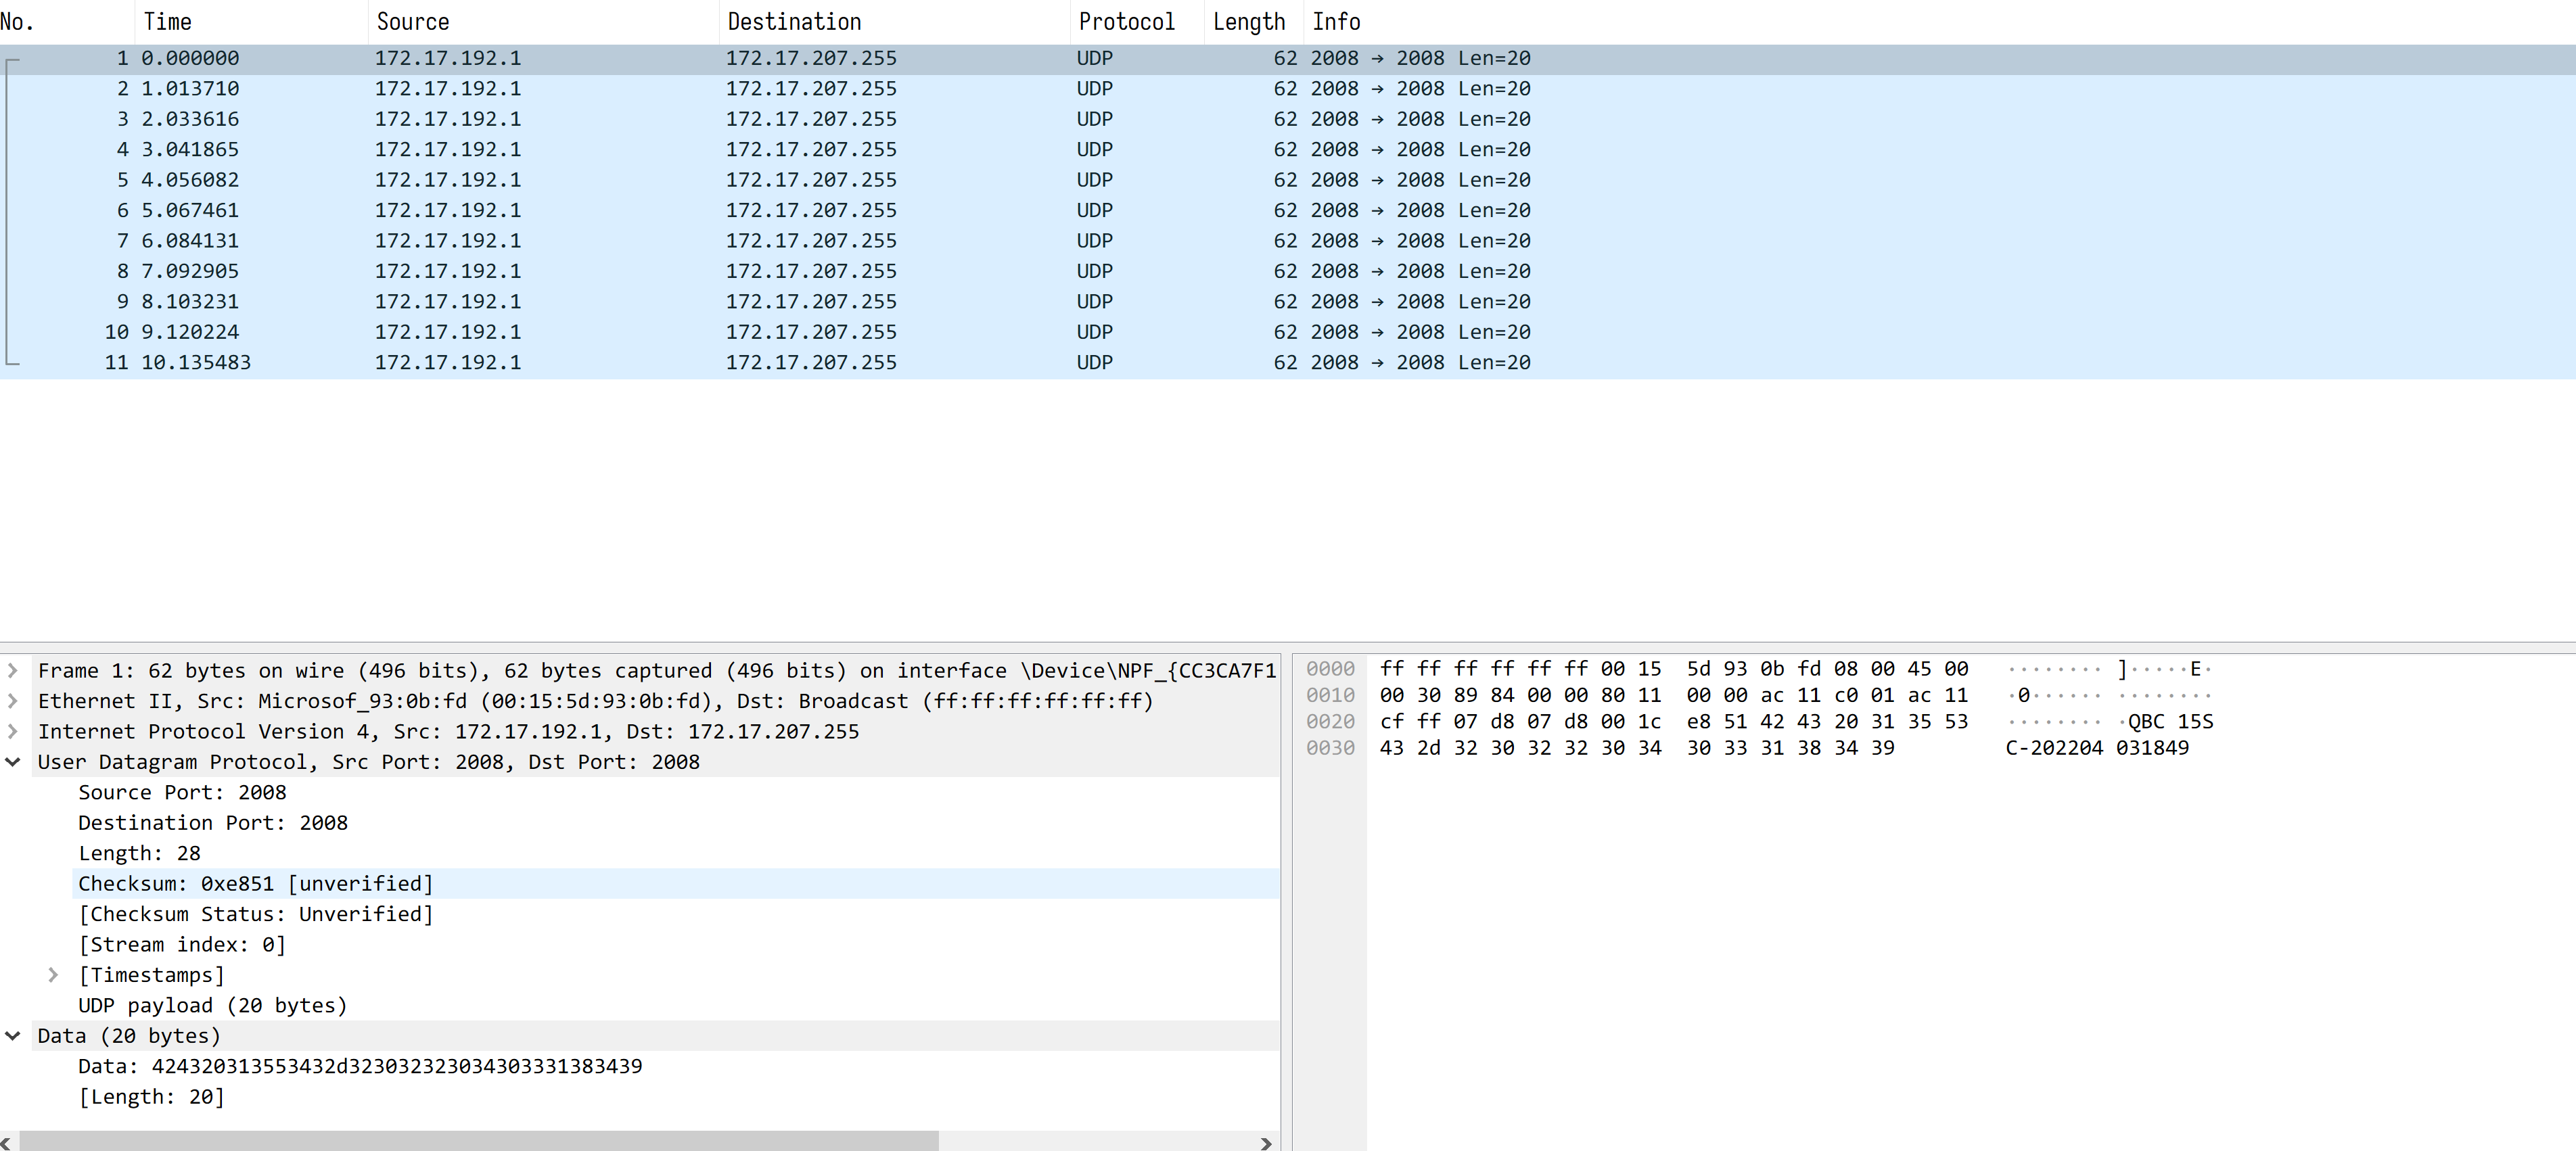 No. Time Source Destination Protocol Length Info
1 0.000000 172.17.192.1 172.17.207.255 UDP 62 2008 → 2008 Len=20
2 1.013710 172.17.192.1 172.17.207.255 UDP 62 2008 → 2008 Len=20
3 2.033616 172.17.192.1 172.17.207.255 UDP 62 2008 → 2008 Len=20
4 3.041865 172.17.192.1 172.17.207.255 UDP 62 2008 → 2008 Len=20
5 4.056082 172.17.192.1 172.17.207.255 UDP 62 2008 → 2008 Len=20
6 5.067461 172.17.192.1 172.17.207.255 UDP 62 2008 → 2008 Len=20
7 6.084131 172.17.192.1 172.17.207.255 UDP 62 2008 → 2008 Len=20
8 7.092905 172.17.192.1 172.17.207.255 UDP 62 2008 → 2008 Len=20
9 8.103231 172.17.192.1 172.17.207.255 UDP 62 2008 → 2008 Len=20
10 9.120224 172.17.192.1 172.17.207.255 UDP 62 2008 → 2008 Len=20
11 10.135483 172.17.192.1 172.17.207.255 UDP 62 2008 → 2008 Len=20
Frame 1: 62 bytes on wire (496 bits), 62 bytes captured (496 bits) on interface \Device\NPF_{CC3CA7F1
Ethernet II, Src: Microsof_93:0b:fd (00:15:5d:93:0b:fd), Dst: Broadcast (ff:ff:ff:ff:ff:ff)
Internet Protocol Version 4, Src: 172.17.192.1, Dst: 172.17.207.255
User Datagram Protocol, Src Port: 2008, Dst Port: 2008
Source Port: 2008
Destination Port: 2008
Length: 28
Checksum: 0xe851 [unverified]
[Checksum Status: Unverified]
[Stream index: 0]
[Timestamps]
UDP payload (20 bytes)
Data (20 bytes)
Data: 424320313553432d323032323034303331383439
[Length: 20]
0000 ff ff ff ff ff ff 00 15 5d 93 0b fd 08 00 45 00 ········ ]·····E·
0010 00 30 89 84 00 00 80 11 00 00 ac 11 c0 01 ac 11 ·0······ ········
0020 cf ff 07 d8 07 d8 00 1c e8 51 42 43 20 31 35 53 ········ ·QBC 15S
0030 43 2d 32 30 32 32 30 34 30 33 31 38 34 39 C-202204 031849